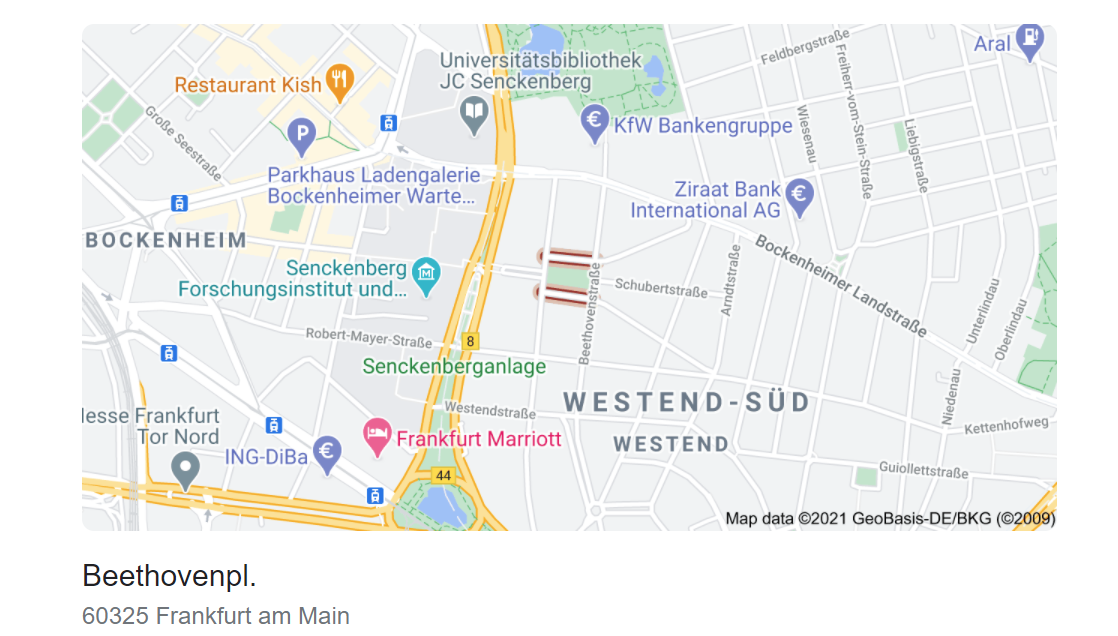 Feldbergstraße
Aral
Universitätsbibliothek
JC Senckenberg
Restaurant Kish
Freiherr-vom-Stein-Straße
Große Seestraße
P
€
KfW Bankengruppe
Wiesenau
Liebigstraße
Parkhaus Ladengalerie
Bockenheimer Warte...
Ziraat Bank
International AG
€
BOCKENHEIM
Senckenberg
Forschungsinstitut und...
Bockenheimer Landstraße
Arndtstraße
Schubertstraße
Beethovenstraße
Unterlindau
Oberlindau
Robert-Mayer-Straße
8
Senckenberganlage
WESTEND-SÜD
Westendstraße
Niedenau
lesse Frankfurt
Tor Nord
Frankfurt Marriott
WESTEND
Kettenhofweg
ING-DiBa
€
44
Guiollettstraße
Map data ©2021 GeoBasis-DE/BKG (©2009)
Beethovenpl.
60325 Frankfurt am Main